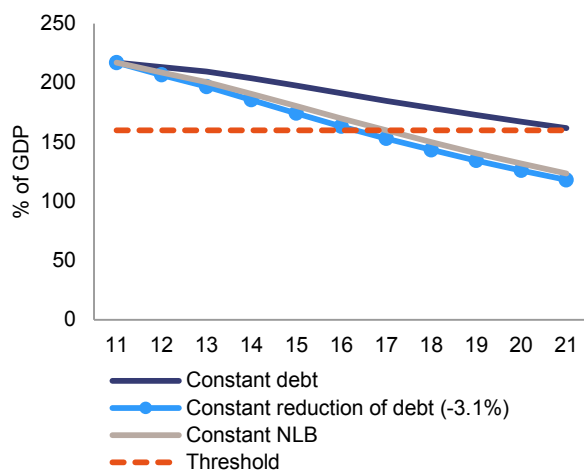 250
200
150
100
50
0
% of GDP
11 12 13 14 15 16 17 18 19 20 21
Constant debt
Constant reduction of debt (-3.1%)
Constant NLB
Threshold